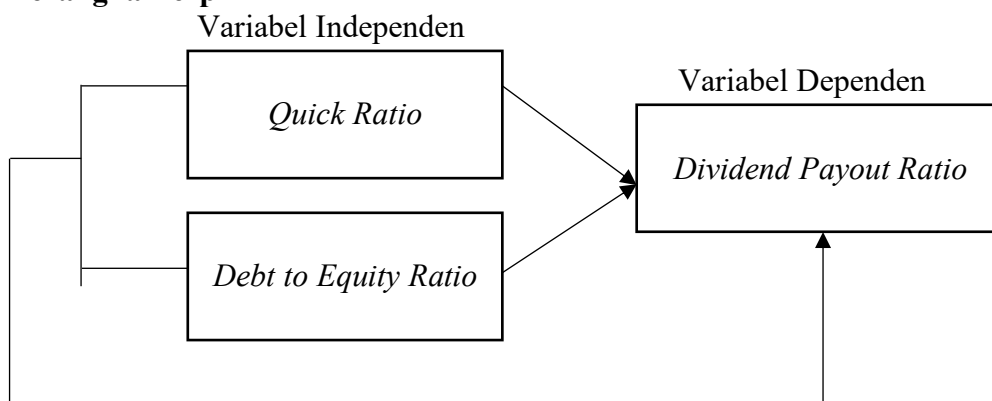 Variabel Independen
Quick Ratio
Variabel Dependen
Dividend Payout Ratio
Debt to Equity Ratio